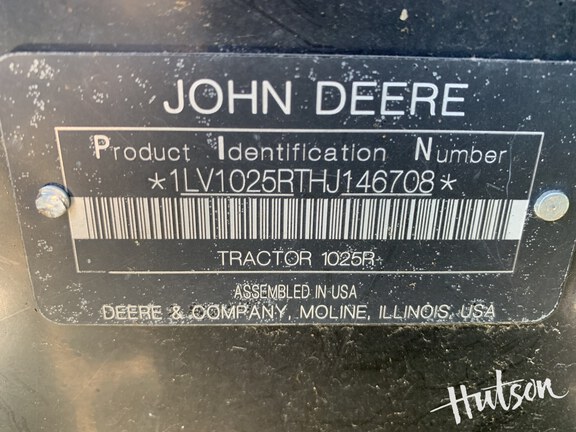 JOHN DEERE
Product Identification Number
*1LV1025RTHJ146708*
TRACTOR 1025R
ASSEMBLED IN USA
DEERE & COMPANY, MOLINE, ILLINOIS, USA
Hutson